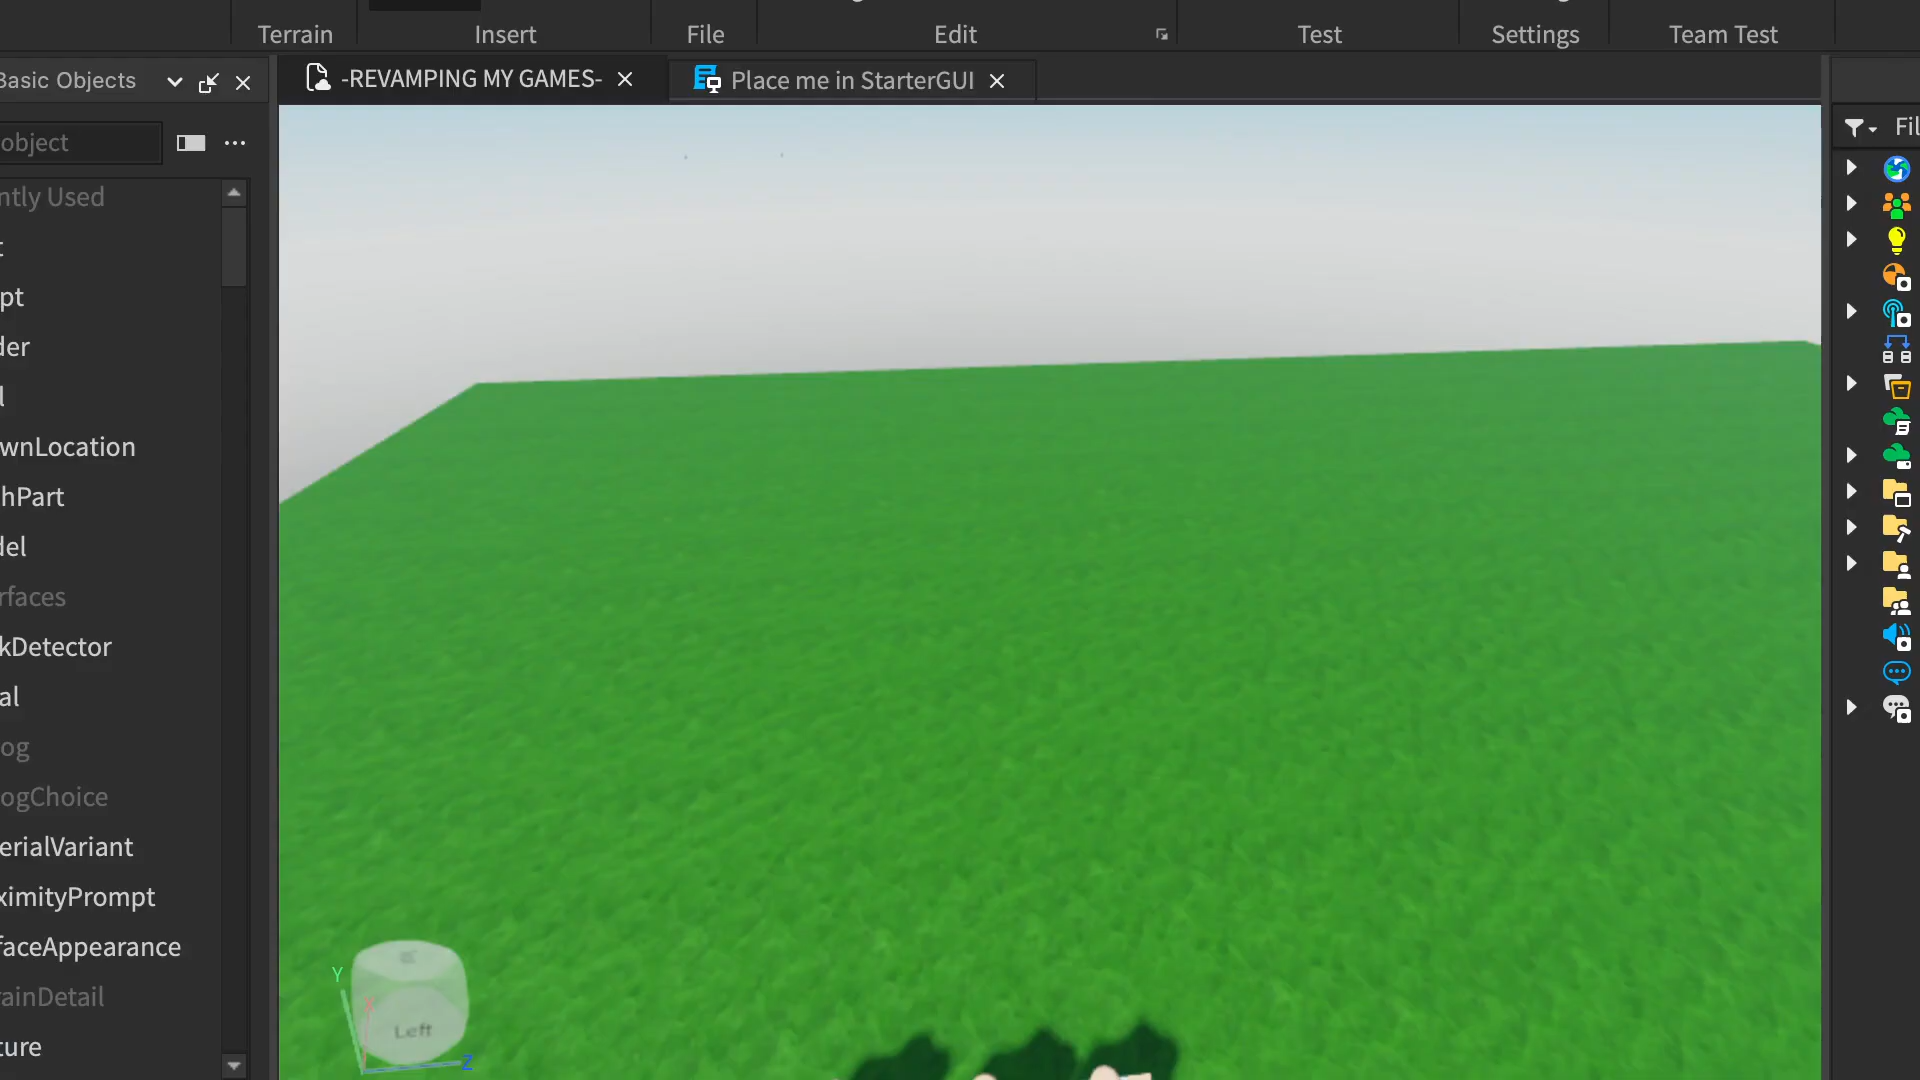 Terrain
Insert
File
Edit
Test
Settings
Team Test
Basic Objects
-REVAMPING MY GAMES-
Place me in StarterGUI
object
Fil
ntly Used
t
pt
der
l
wnLocation
hPart
del
rfaces
kDetector
al
og
ogChoice
erialVariant
ximityPrompt
faceAppearance
rainDetail
ture
Y
X
Left
Z